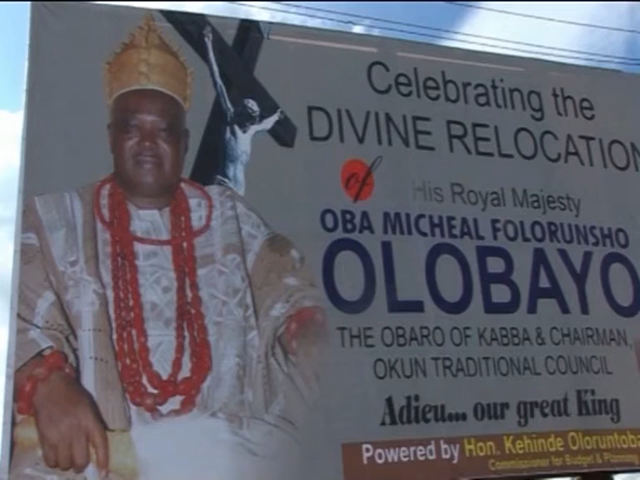 Celebrating the
DIVINE RELOCATION
of
His Royal Majesty
OBA MICHEAL FOLORUNSHO
OLOBAYO
THE OBARO OF KABBA & CHAIRMAN,
OKUN TRADITIONAL COUNCIL
Adieu... our great King
Powered by Hon. Kehinde Oloruntoba
Commissioner for Budget & Planning